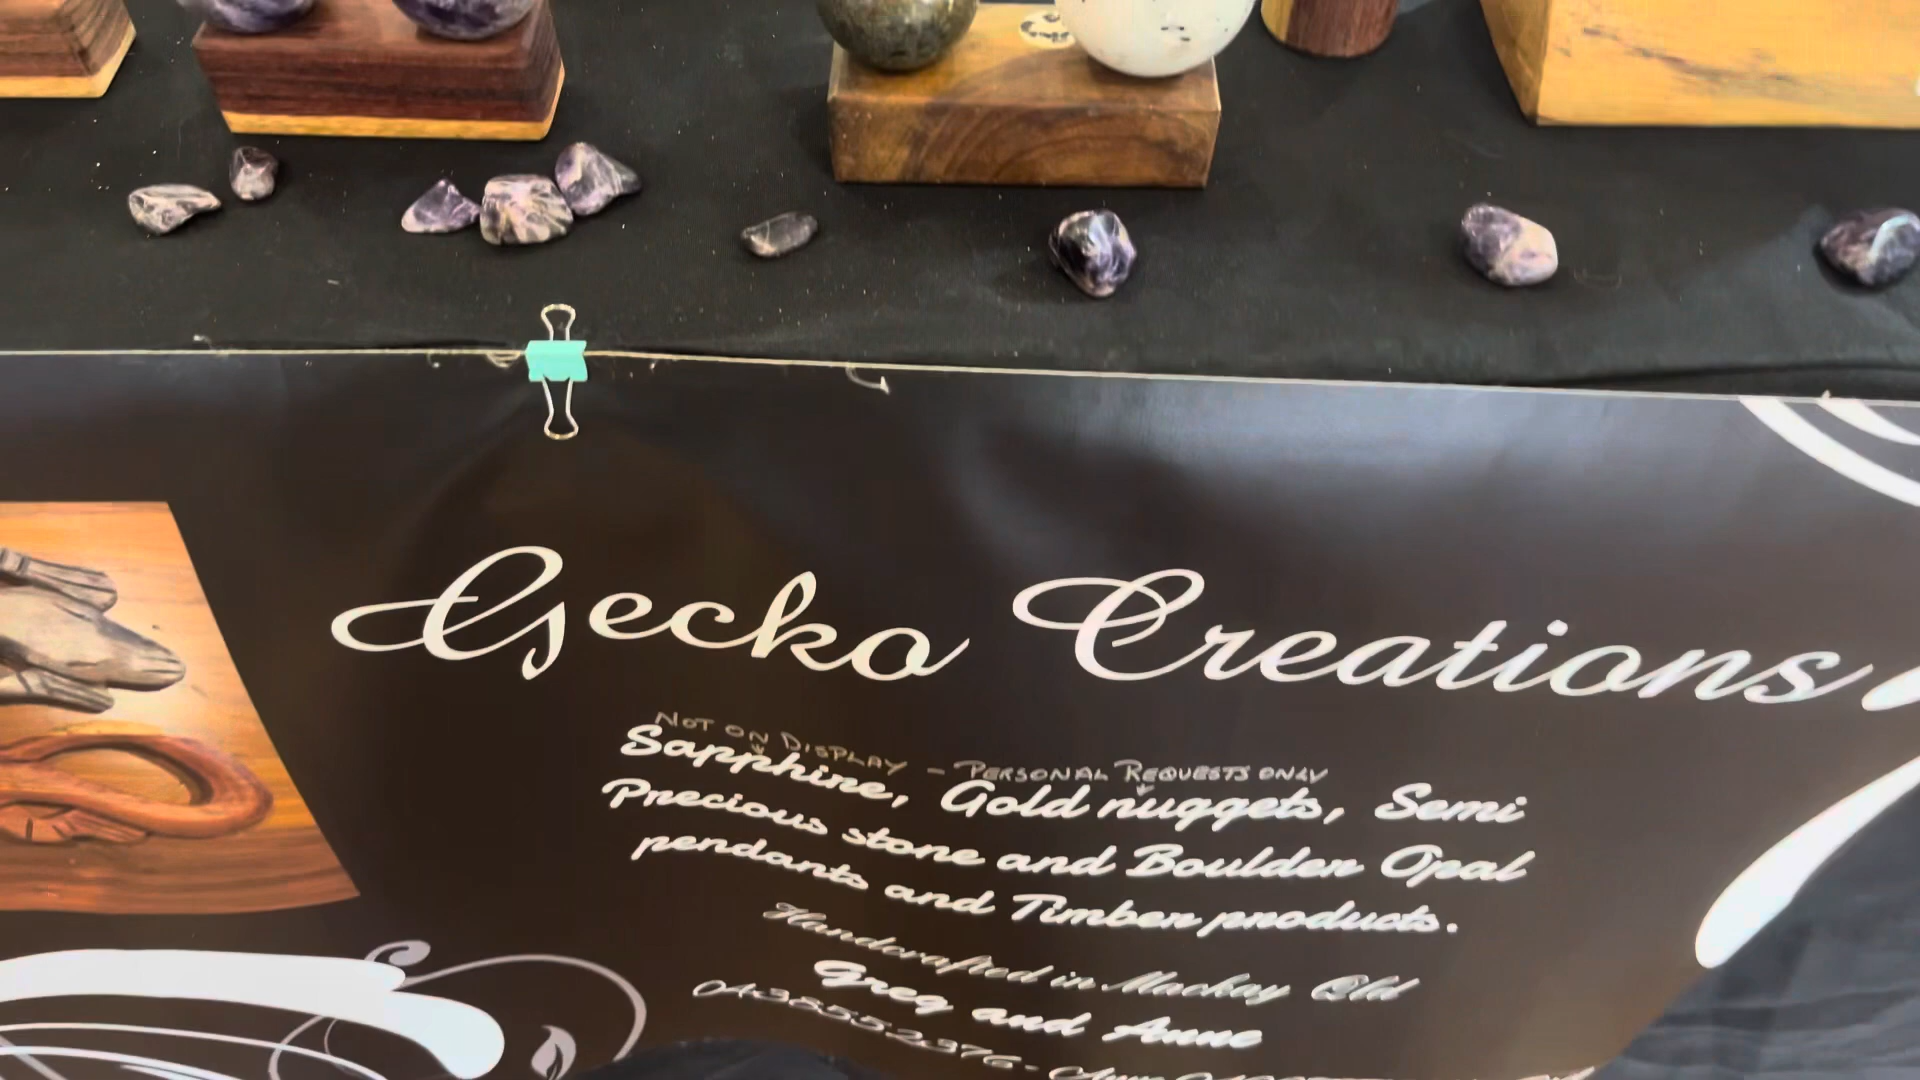 Gecko Creations
NOT ON DISPLAY - PERSONAL REQUESTS ONLY
Sapphire, Gold nuggets, Semi
Precious stone and Boulder Opal
pendants and Timber products.
Handcrafted in Mackay Qld
Greg and Anne
0438552376 -